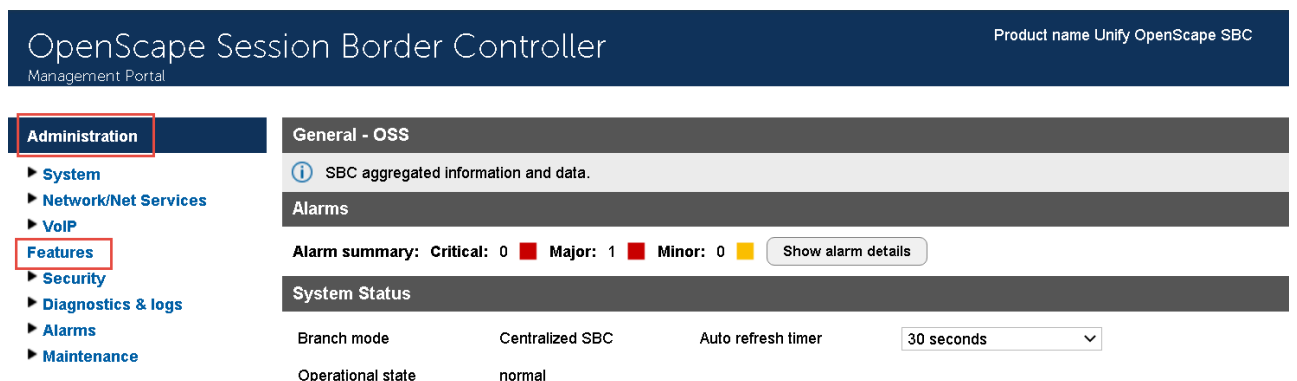 OpenScape Session Border Controller
Product name Unify OpenScape SBC
Management Portal
Administration
System
Network/Net Services
VoIP
Features
Security
Diagnostics & logs
Alarms
Maintenance
General - OSS
SBC aggregated information and data.
Alarms
Alarm summary: Critical: 0 Major: 1 Minor: 0 Show alarm details
System Status
Branch mode Centralized SBC Auto refresh timer 30 seconds
Operational state normal